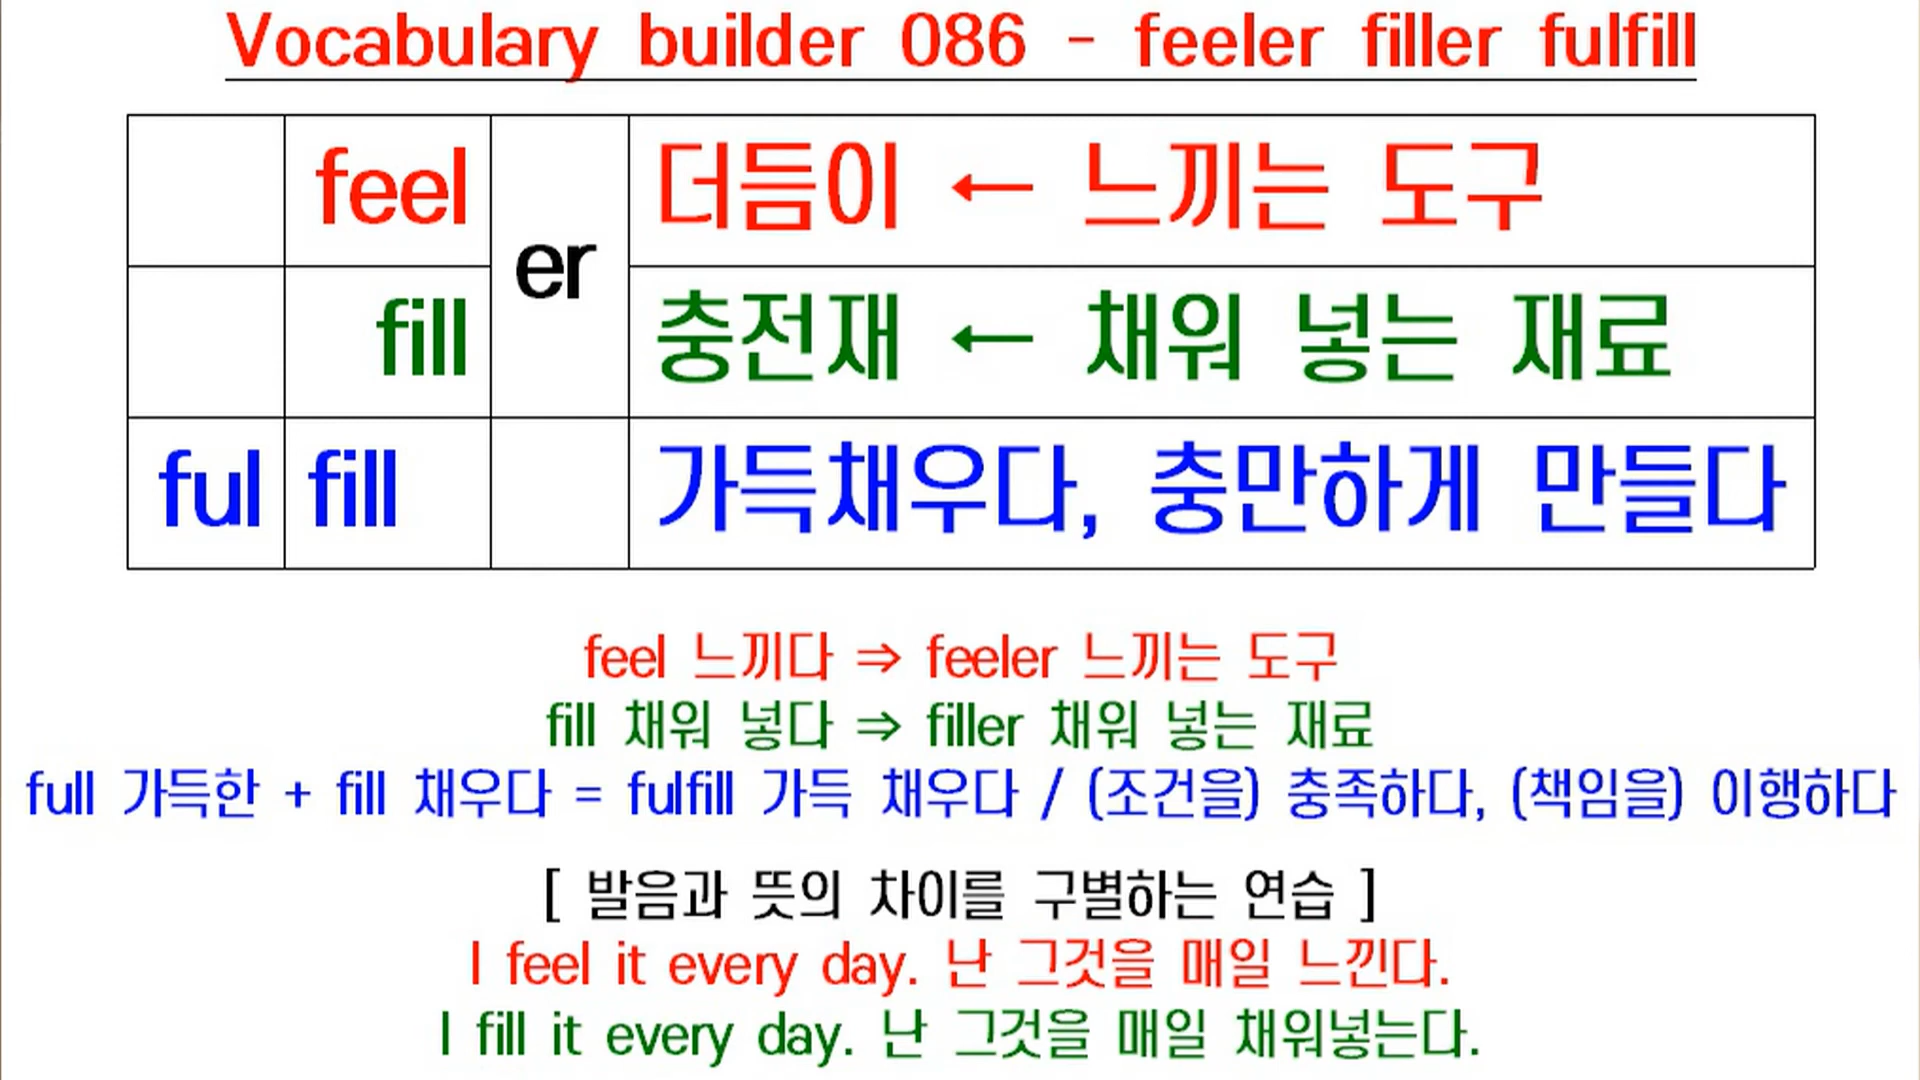 Vocabulary builder 086 - feeler filler fulfill
feel er 더듬이 ← 느끼는 도구
fill 충전재 ← 채워 넣는 재료
ful fill 가득채우다, 충만하게 만들다
feel 느끼다 ⇒ feeler 느끼는 도구
fill 채워 넣다 ⇒ filler 채워 넣는 재료
full 가득한 + fill 채우다 = fulfill 가득 채우다 / (조건을) 충족하다, (책임을) 이행하다
[ 발음과 뜻의 차이를 구별하는 연습 ]
I feel it every day. 난 그것을 매일 느낀다.
I fill it every day. 난 그것을 매일 채워넣는다.